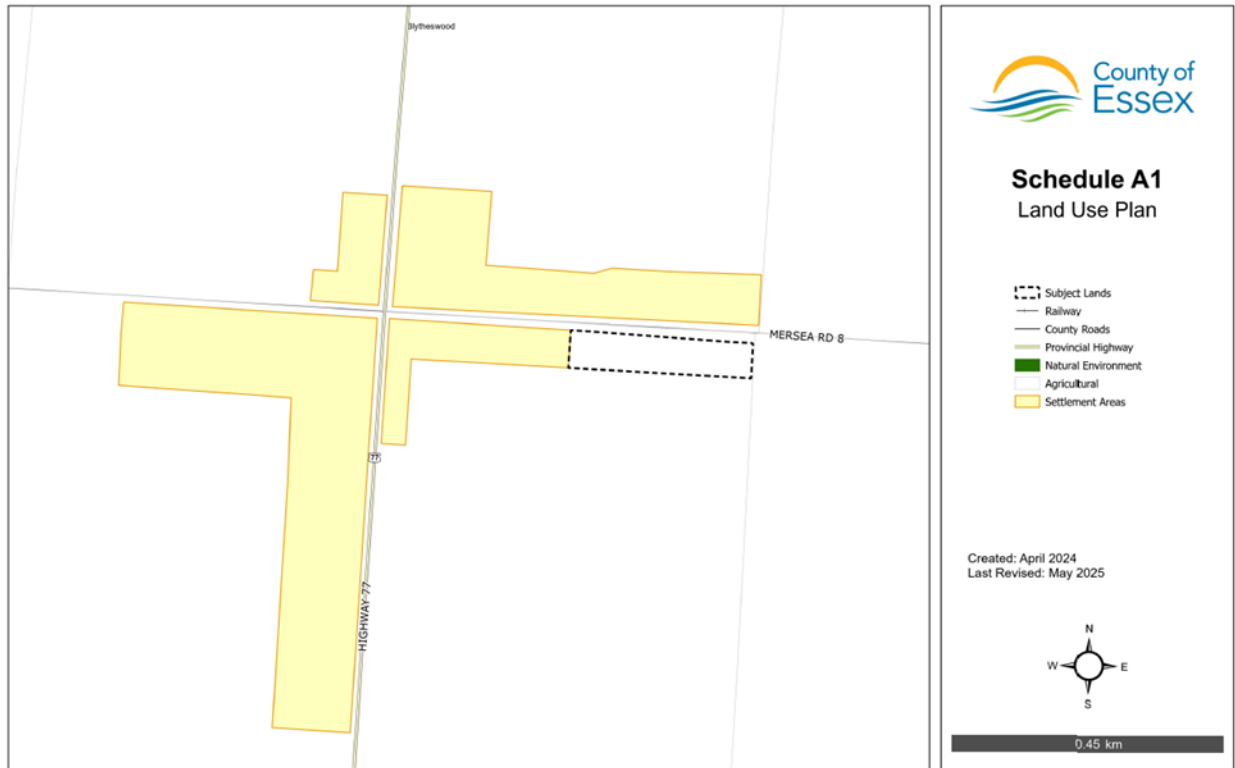 Blytheswood
MERSEA RD 8
77
HIGHWAY 77
County of
Essex
Schedule A1
Land Use Plan
Subject Lands
Railway
County Roads
Provincial Highway
Natural Environment
Agricultural
Settlement Areas
Created: April 2024
Last Revised: May 2025
N
W E
S
0.45 km